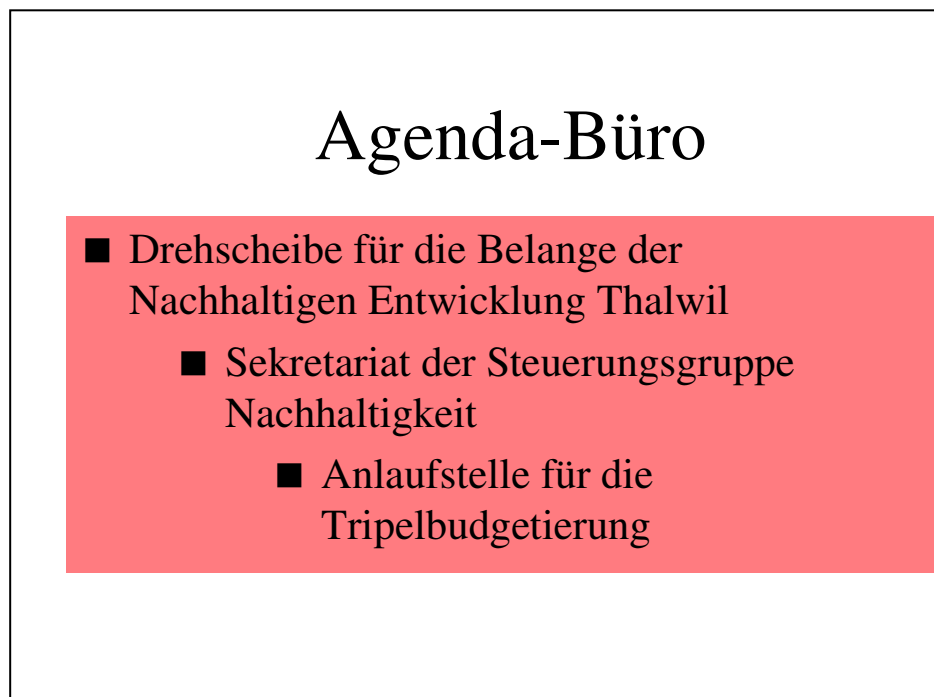 Agenda-Büro
■ Drehscheibe für die Belange der
Nachhaltigen Entwicklung Thalwil
■ Sekretariat der Steuerungsgruppe
Nachhaltigkeit
■ Anlaufstelle für die
Tripelbudgetierung